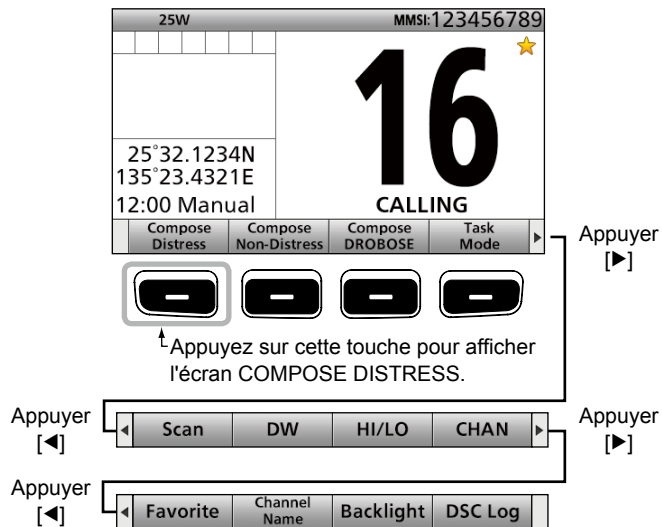 25W MMSI:123456789
25°32.1234N
135°23.4321E
12:00 Manual
16
CALLING
Compose Distress
Compose Non-Distress
Compose DROBOSE
Task Mode
Appuyer
[▶]
Appuyez sur cette touche pour afficher
l'écran COMPOSE DISTRESS.
Appuyer
[◀]
Scan DW HI/LO CHAN
Appuyer
[▶]
Appuyer
[◀]
Favorite Channel Name Backlight DSC Log